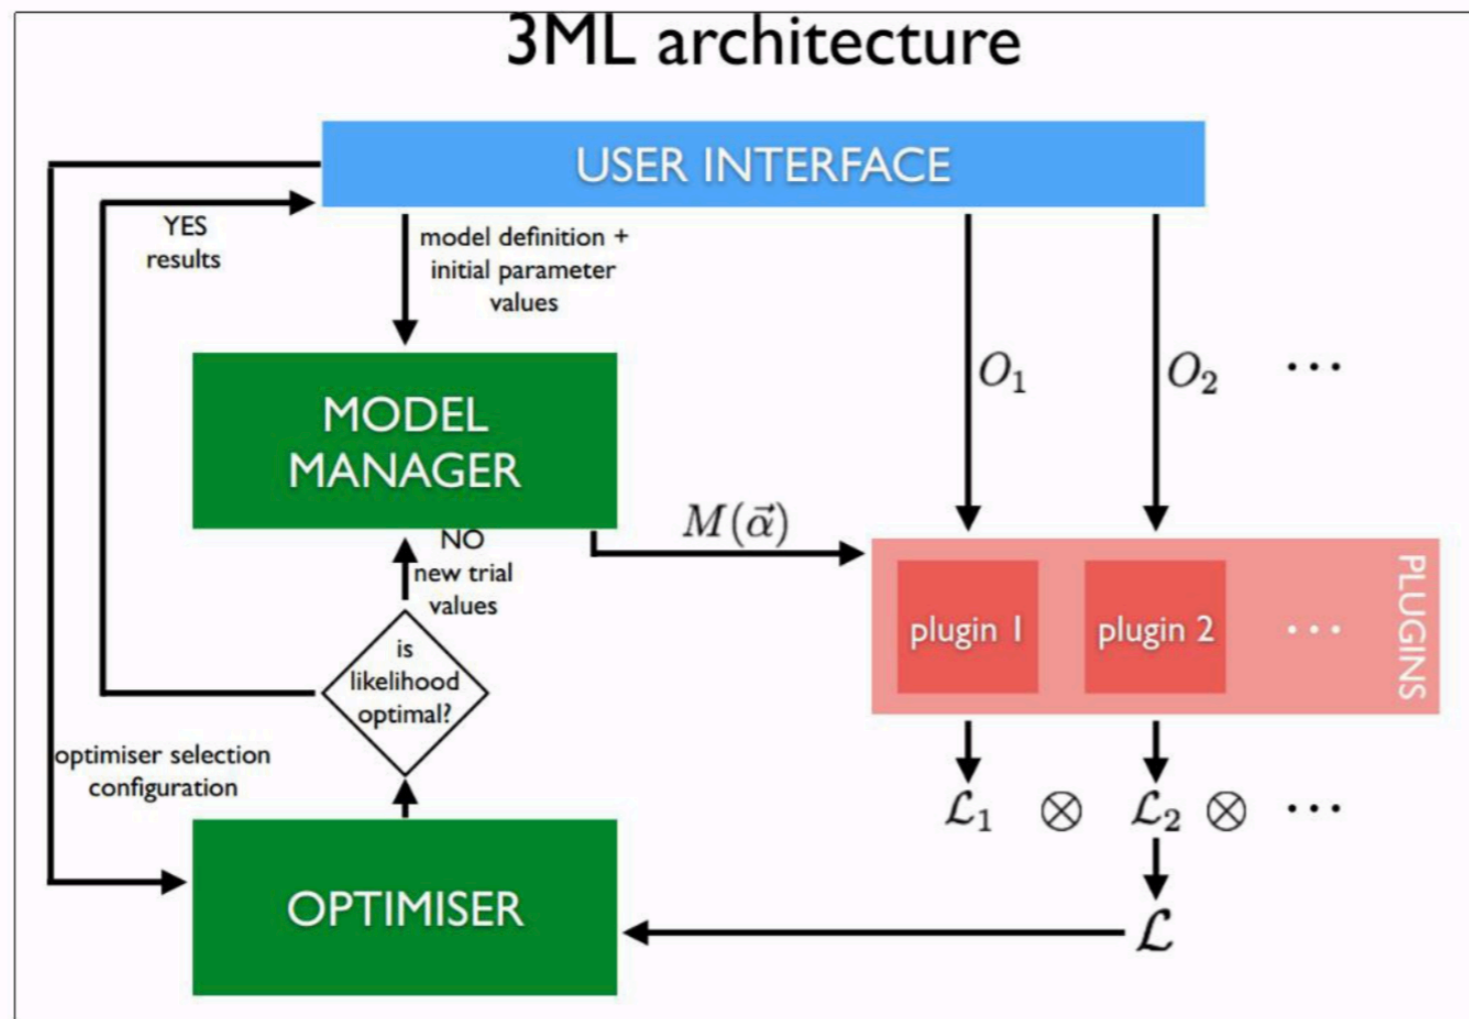 3ML architecture
USER INTERFACE
YES
results
model definition +
initial parameter
values
O₁
O₂
...
MODEL
MANAGER
M(α⃗)
NO
new trial
values
plugin 1
plugin 2
...
PLUGINS
is
likelihood
optimal?
optimiser selection
configuration
ℒ₁ ⊗ ℒ₂ ⊗ ...
OPTIMISER
ℒ